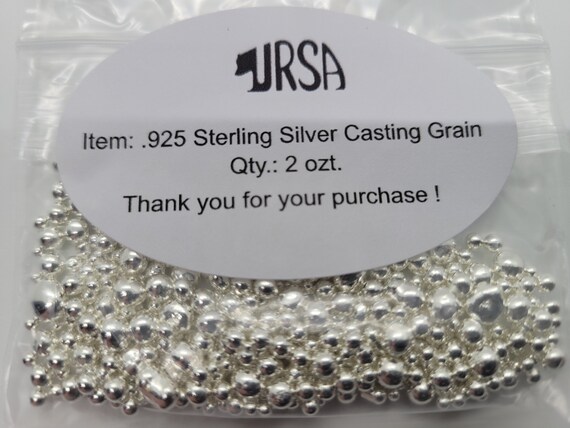 URSA
Item: .925 Sterling Silver Casting Grain
Qty.: 2 ozt.
Thank you for your purchase !